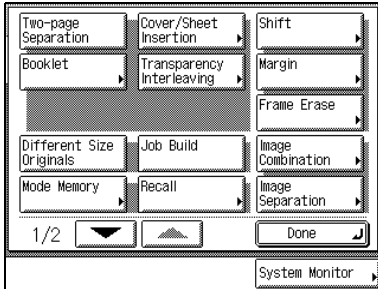 Two-page
Separation
Cover/Sheet
Insertion
Shift
Booklet
Transparency
Interleaving
Margin
Frame Erase
Different Size
Originals
Job Build
Image
Combination
Mode Memory
Recall
Image
Separation
1/2
Done
System Monitor